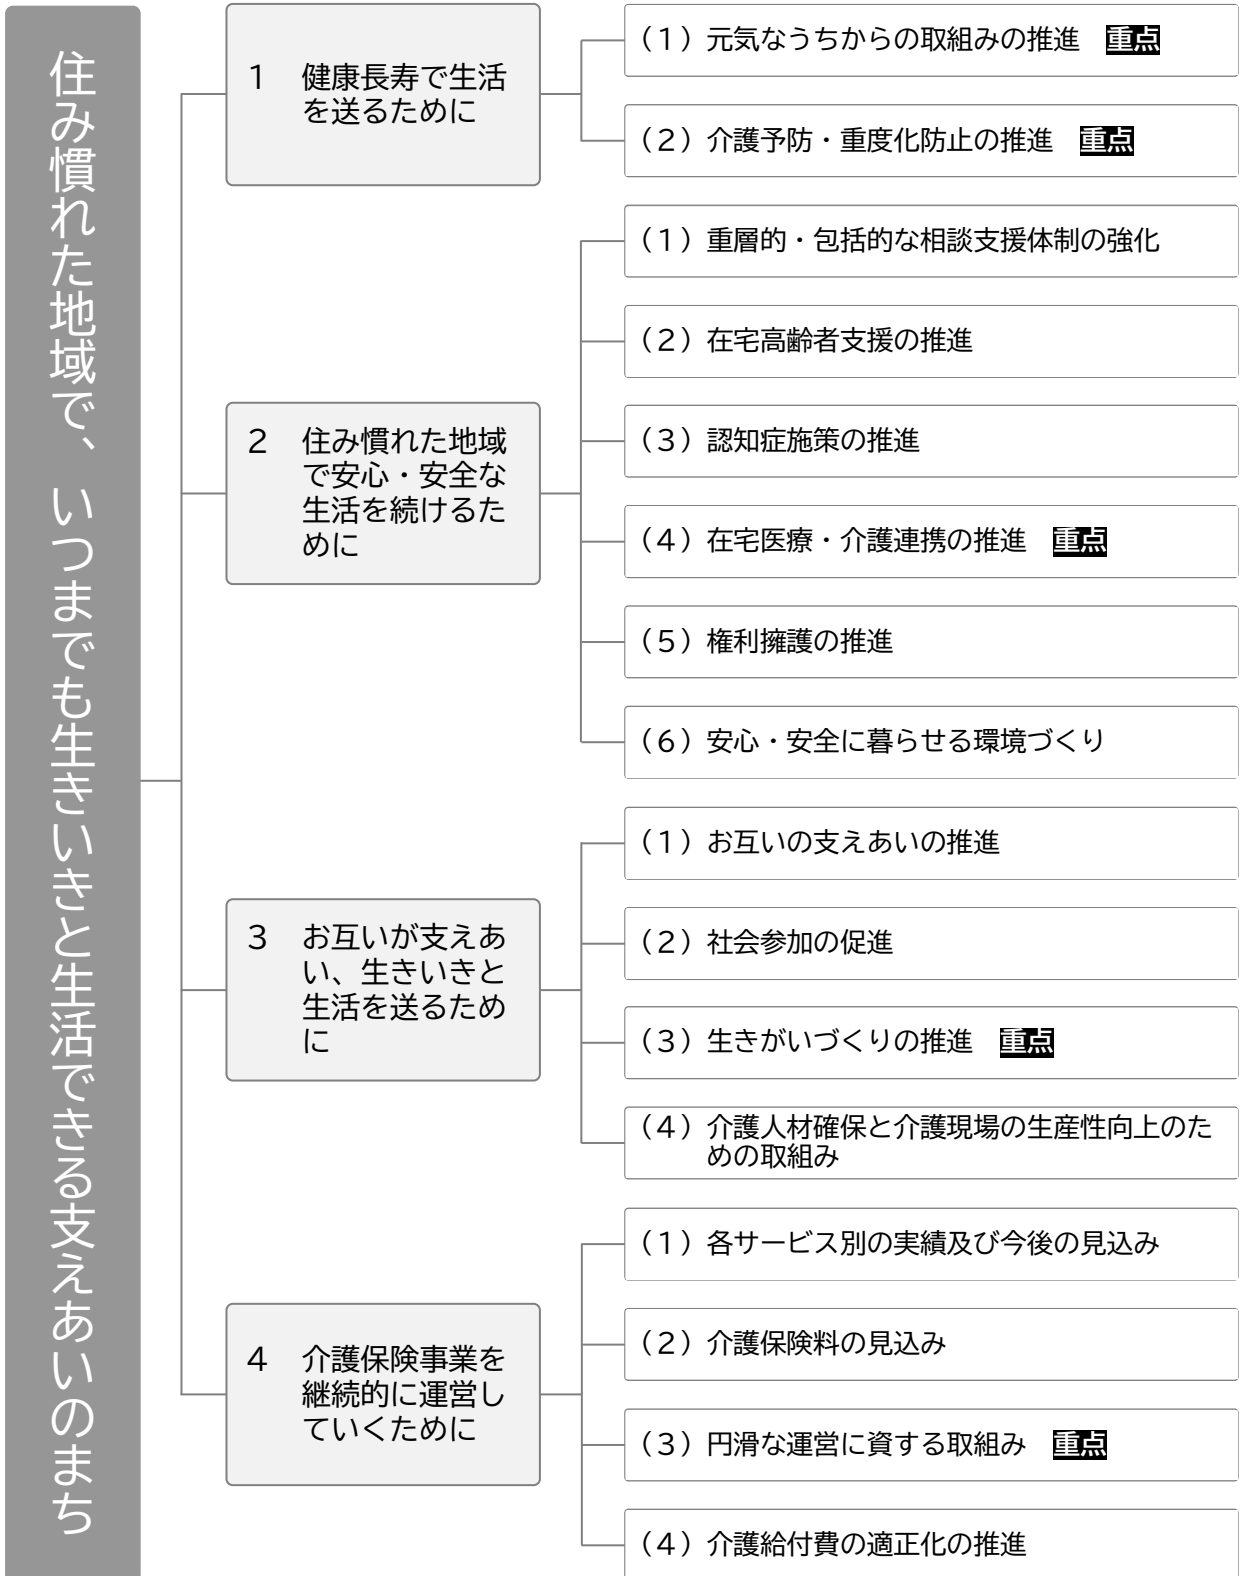 住み慣れた地域で、いつまでも生きいきと生活できる支えあいのまち
1 健康長寿で生活
を送るために
(1)元気なうちからの取組みの推進 重点
(2)介護予防・重度化防止の推進 重点
2 住み慣れた地域
で安心・安全な
生活を続けるた
めに
(1)重層的・包括的な相談支援体制の強化
(2)在宅高齢者支援の推進
(3)認知症施策の推進
(4)在宅医療・介護連携の推進 重点
(5)権利擁護の推進
(6)安心・安全に暮らせる環境づくり
3 お互いが支えあ
い、生きいきと
生活を送るため
に
(1)お互いの支えあいの推進
(2)社会参加の促進
(3)生きがいづくりの推進 重点
(4)介護人材確保と介護現場の生産性向上のた
めの取組み
4 介護保険事業を
継続的に運営し
ていくために
(1)各サービス別の実績及び今後の見込み
(2)介護保険料の見込み
(3)円滑な運営に資する取組み 重点
(4)介護給付費の適正化の推進